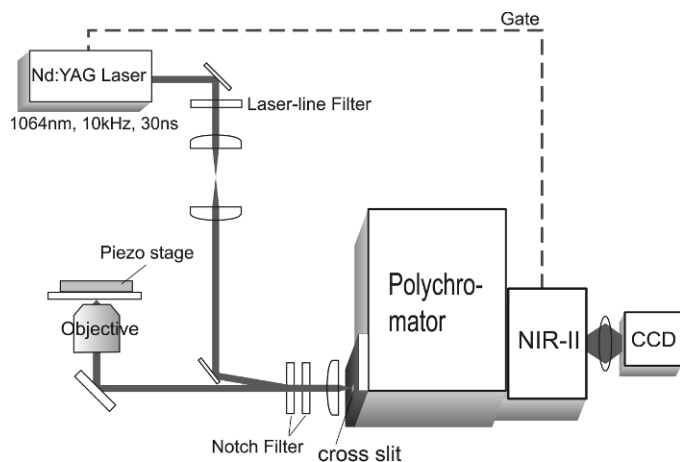 Gate
Nd:YAG Laser
1064nm, 10kHz, 30ns
Laser-line Filter
Piezo stage
Objective
Polychro-
mator
NIR-II
CCD
Notch Filter
cross slit